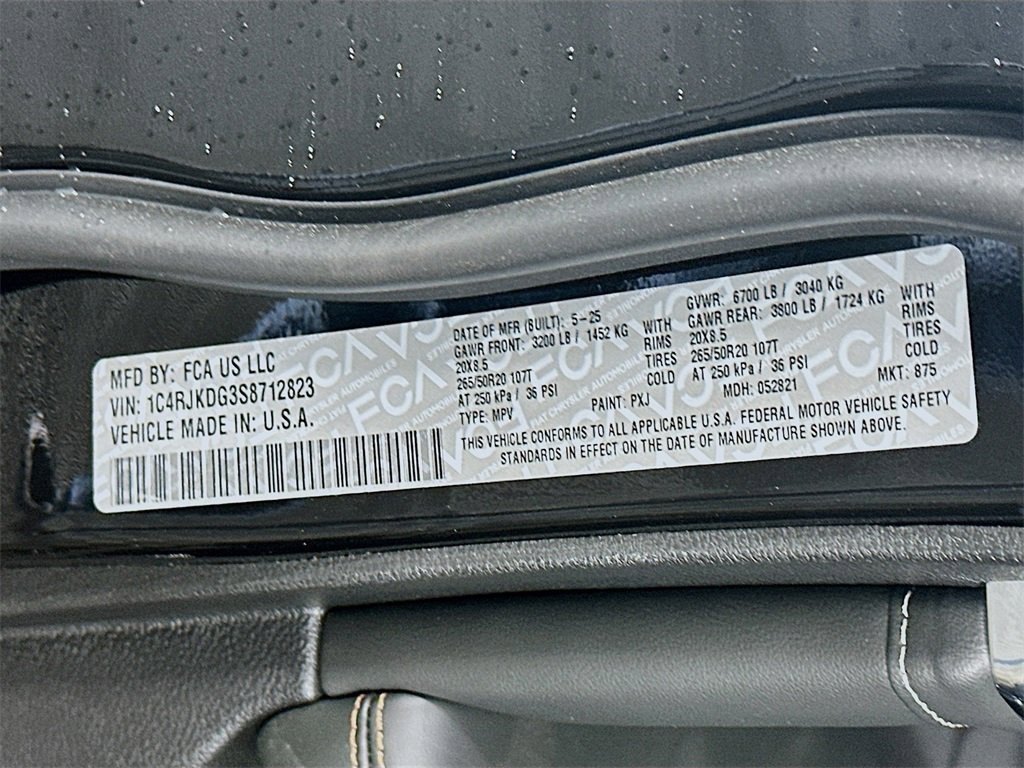 MFD BY: FCA US LLC
VIN: 1C4RJKDG3S8712823
VEHICLE MADE IN: U.S.A.
DATE OF MFR (BUILT): 5-25
GAWR FRONT: 3200 LB / 1452 KG WITH
20X8.5 RIMS
265/50R20 107T TIRES
AT 250 kPa / 36 PSI
TYPE: MPV
GVWR: 6700 LB / 3040 KG
GAWR REAR: 3800 LB / 1724 KG WITH
20X8.5 RIMS
265/50R20 107T TIRES
AT 250 kPa / 36 PSI
PAINT: PXJ MDH: 052821 MKT: 875
THIS VEHICLE CONFORMS TO ALL APPLICABLE U.S.A. FEDERAL MOTOR VEHICLE SAFETY
STANDARDS IN EFFECT ON THE DATE OF MANUFACTURE SHOWN ABOVE.